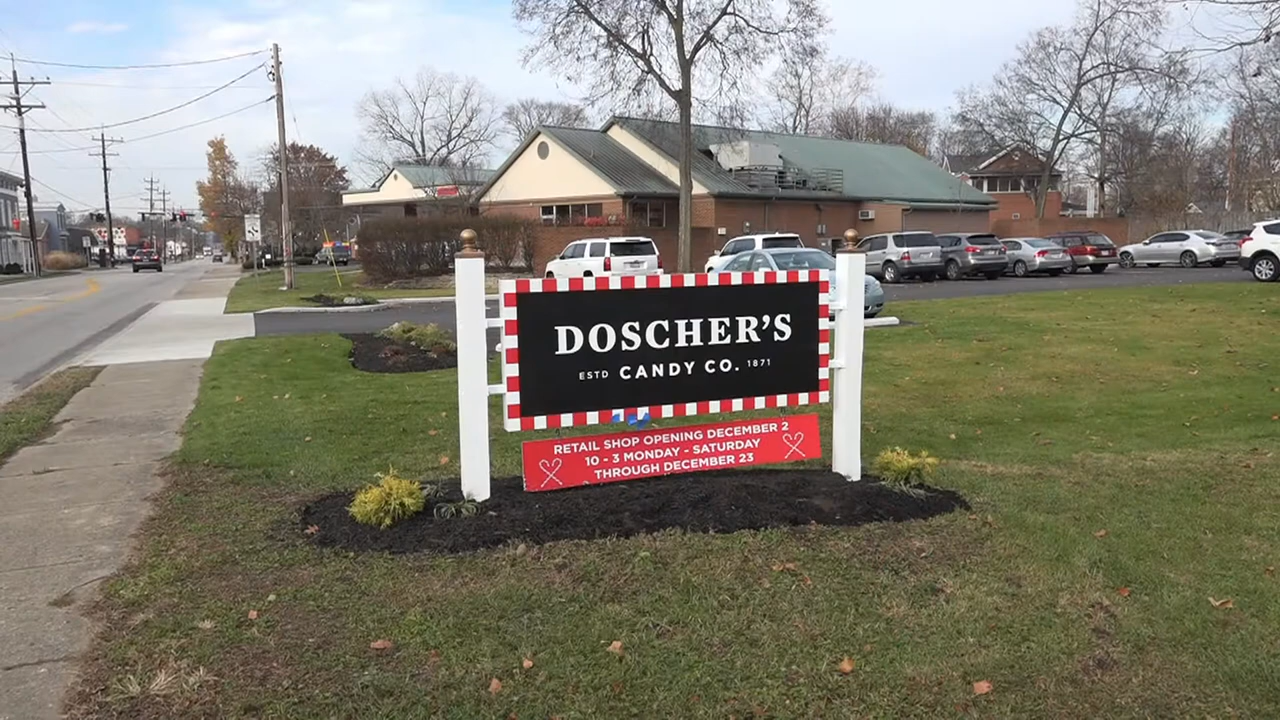 DOSCHER'S
ESTD CANDY CO. 1871
RETAIL SHOP OPENING DECEMBER 2
10 - 3 MONDAY - SATURDAY
THROUGH DECEMBER 23